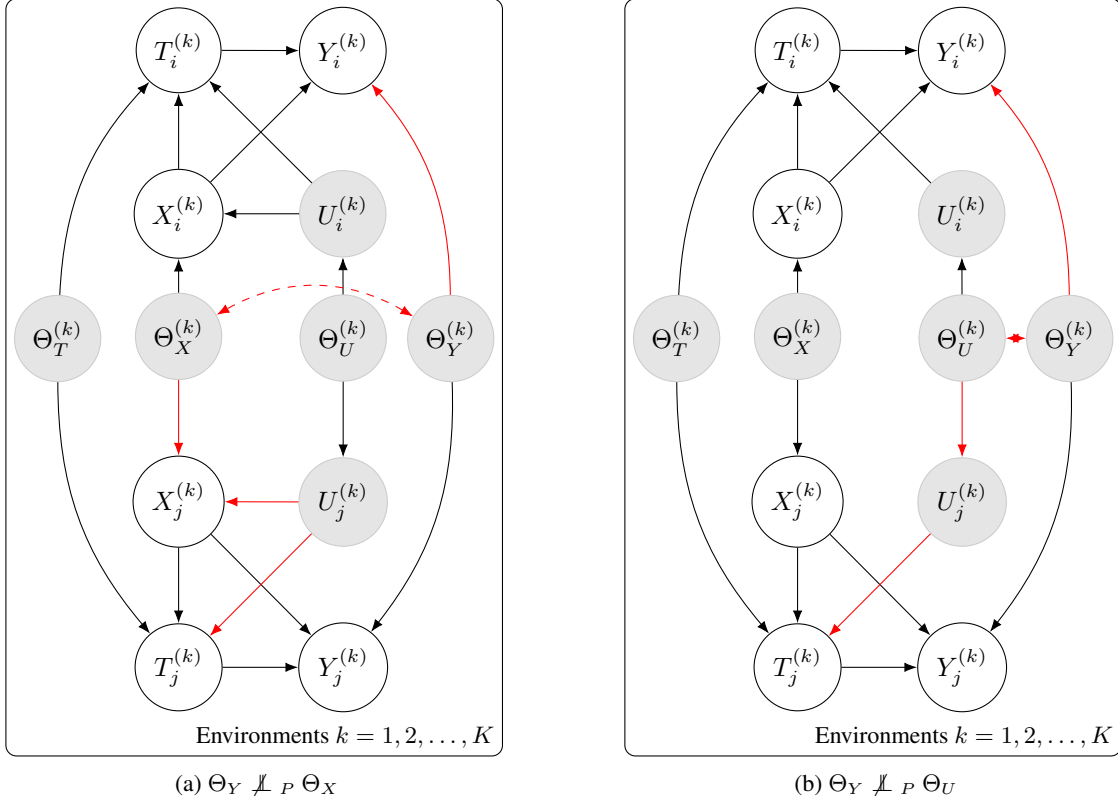 T_i^{(k)} Y_i^{(k)} T_i^{(k)} Y_i^{(k)}
X_i^{(k)} U_i^{(k)} X_i^{(k)} U_i^{(k)}
Θ_T^{(k)} Θ_X^{(k)} Θ_U^{(k)} Θ_Y^{(k)} Θ_T^{(k)} Θ_X^{(k)} Θ_U^{(k)} Θ_Y^{(k)}
X_j^{(k)} U_j^{(k)} X_j^{(k)} U_j^{(k)}
T_j^{(k)} Y_j^{(k)} T_j^{(k)} Y_j^{(k)}
Environments k = 1, 2, . . . , K Environments k = 1, 2, . . . , K
(a) Θ_Y ⫫̸ _P Θ_X (b) Θ_Y ⫫̸ _P Θ_U